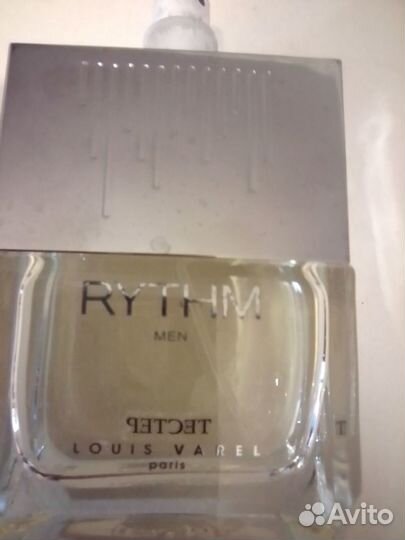 RYTHM
MEN
ТЕСТЕР
LOUIS VAREL
paris
Avito